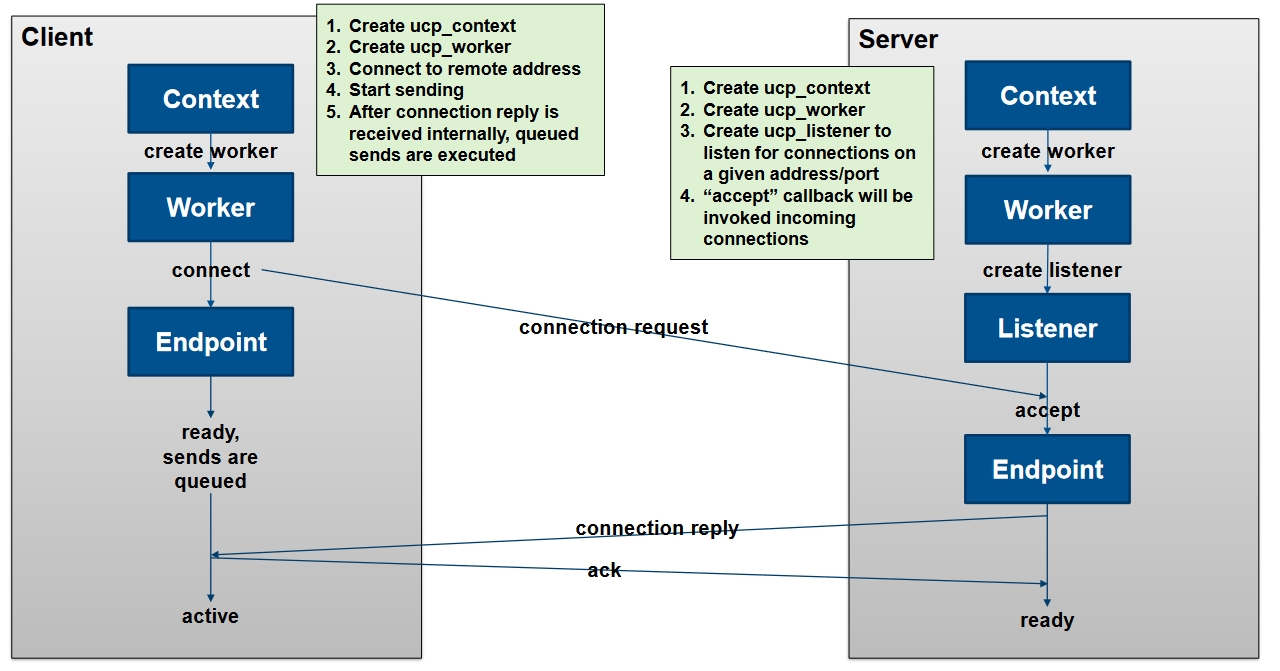 Client
1. Create ucp_context
2. Create ucp_worker
3. Connect to remote address
4. Start sending
5. After connection reply is
received internally, queued
sends are executed
Context
create worker
Worker
connect
Endpoint
ready,
sends are
queued
active
connection request
connection reply
ack
1. Create ucp_context
2. Create ucp_worker
3. Create ucp_listener to
listen for connections on
a given address/port
4. “accept” callback will be
invoked incoming
connections
Server
Context
create worker
Worker
create listener
Listener
accept
Endpoint
ready